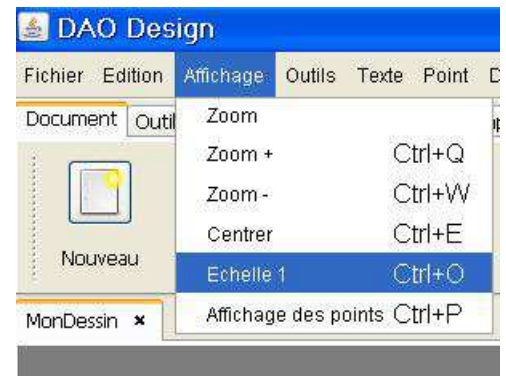 DAO Design
Fichier Edition Affichage Outils Texte Point
Document Outil
Zoom
Zoom + Ctrl+Q
Zoom - Ctrl+W
Centrer Ctrl+E
Echelle 1 Ctrl+O
Affichage des points Ctrl+P
Nouveau
MonDessin ×